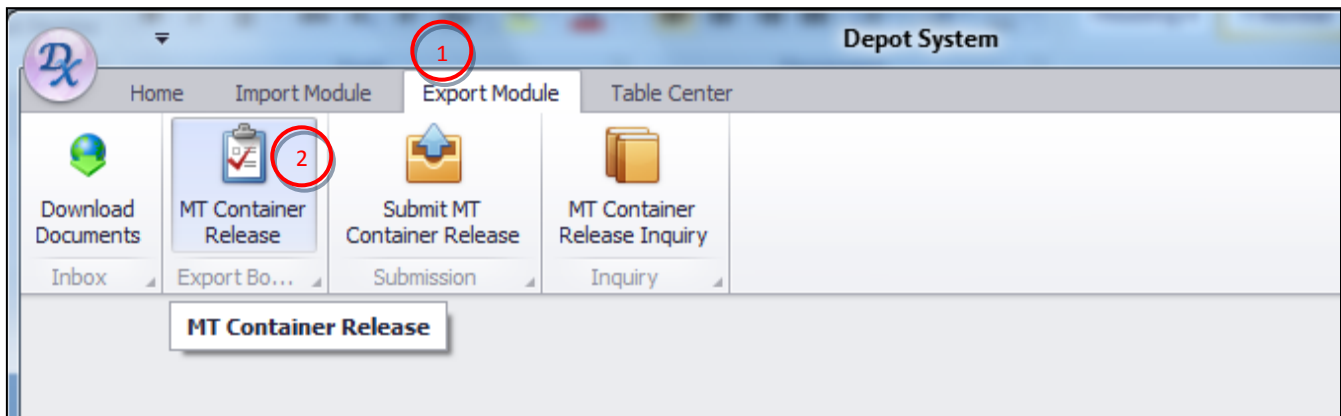 Depot System
1
DX
Home Import Module Export Module Table Center
2
Download
Documents
MT Container
Release
Submit MT
Container Release
MT Container
Release Inquiry
Inbox Export Bo... Submission Inquiry
MT Container Release